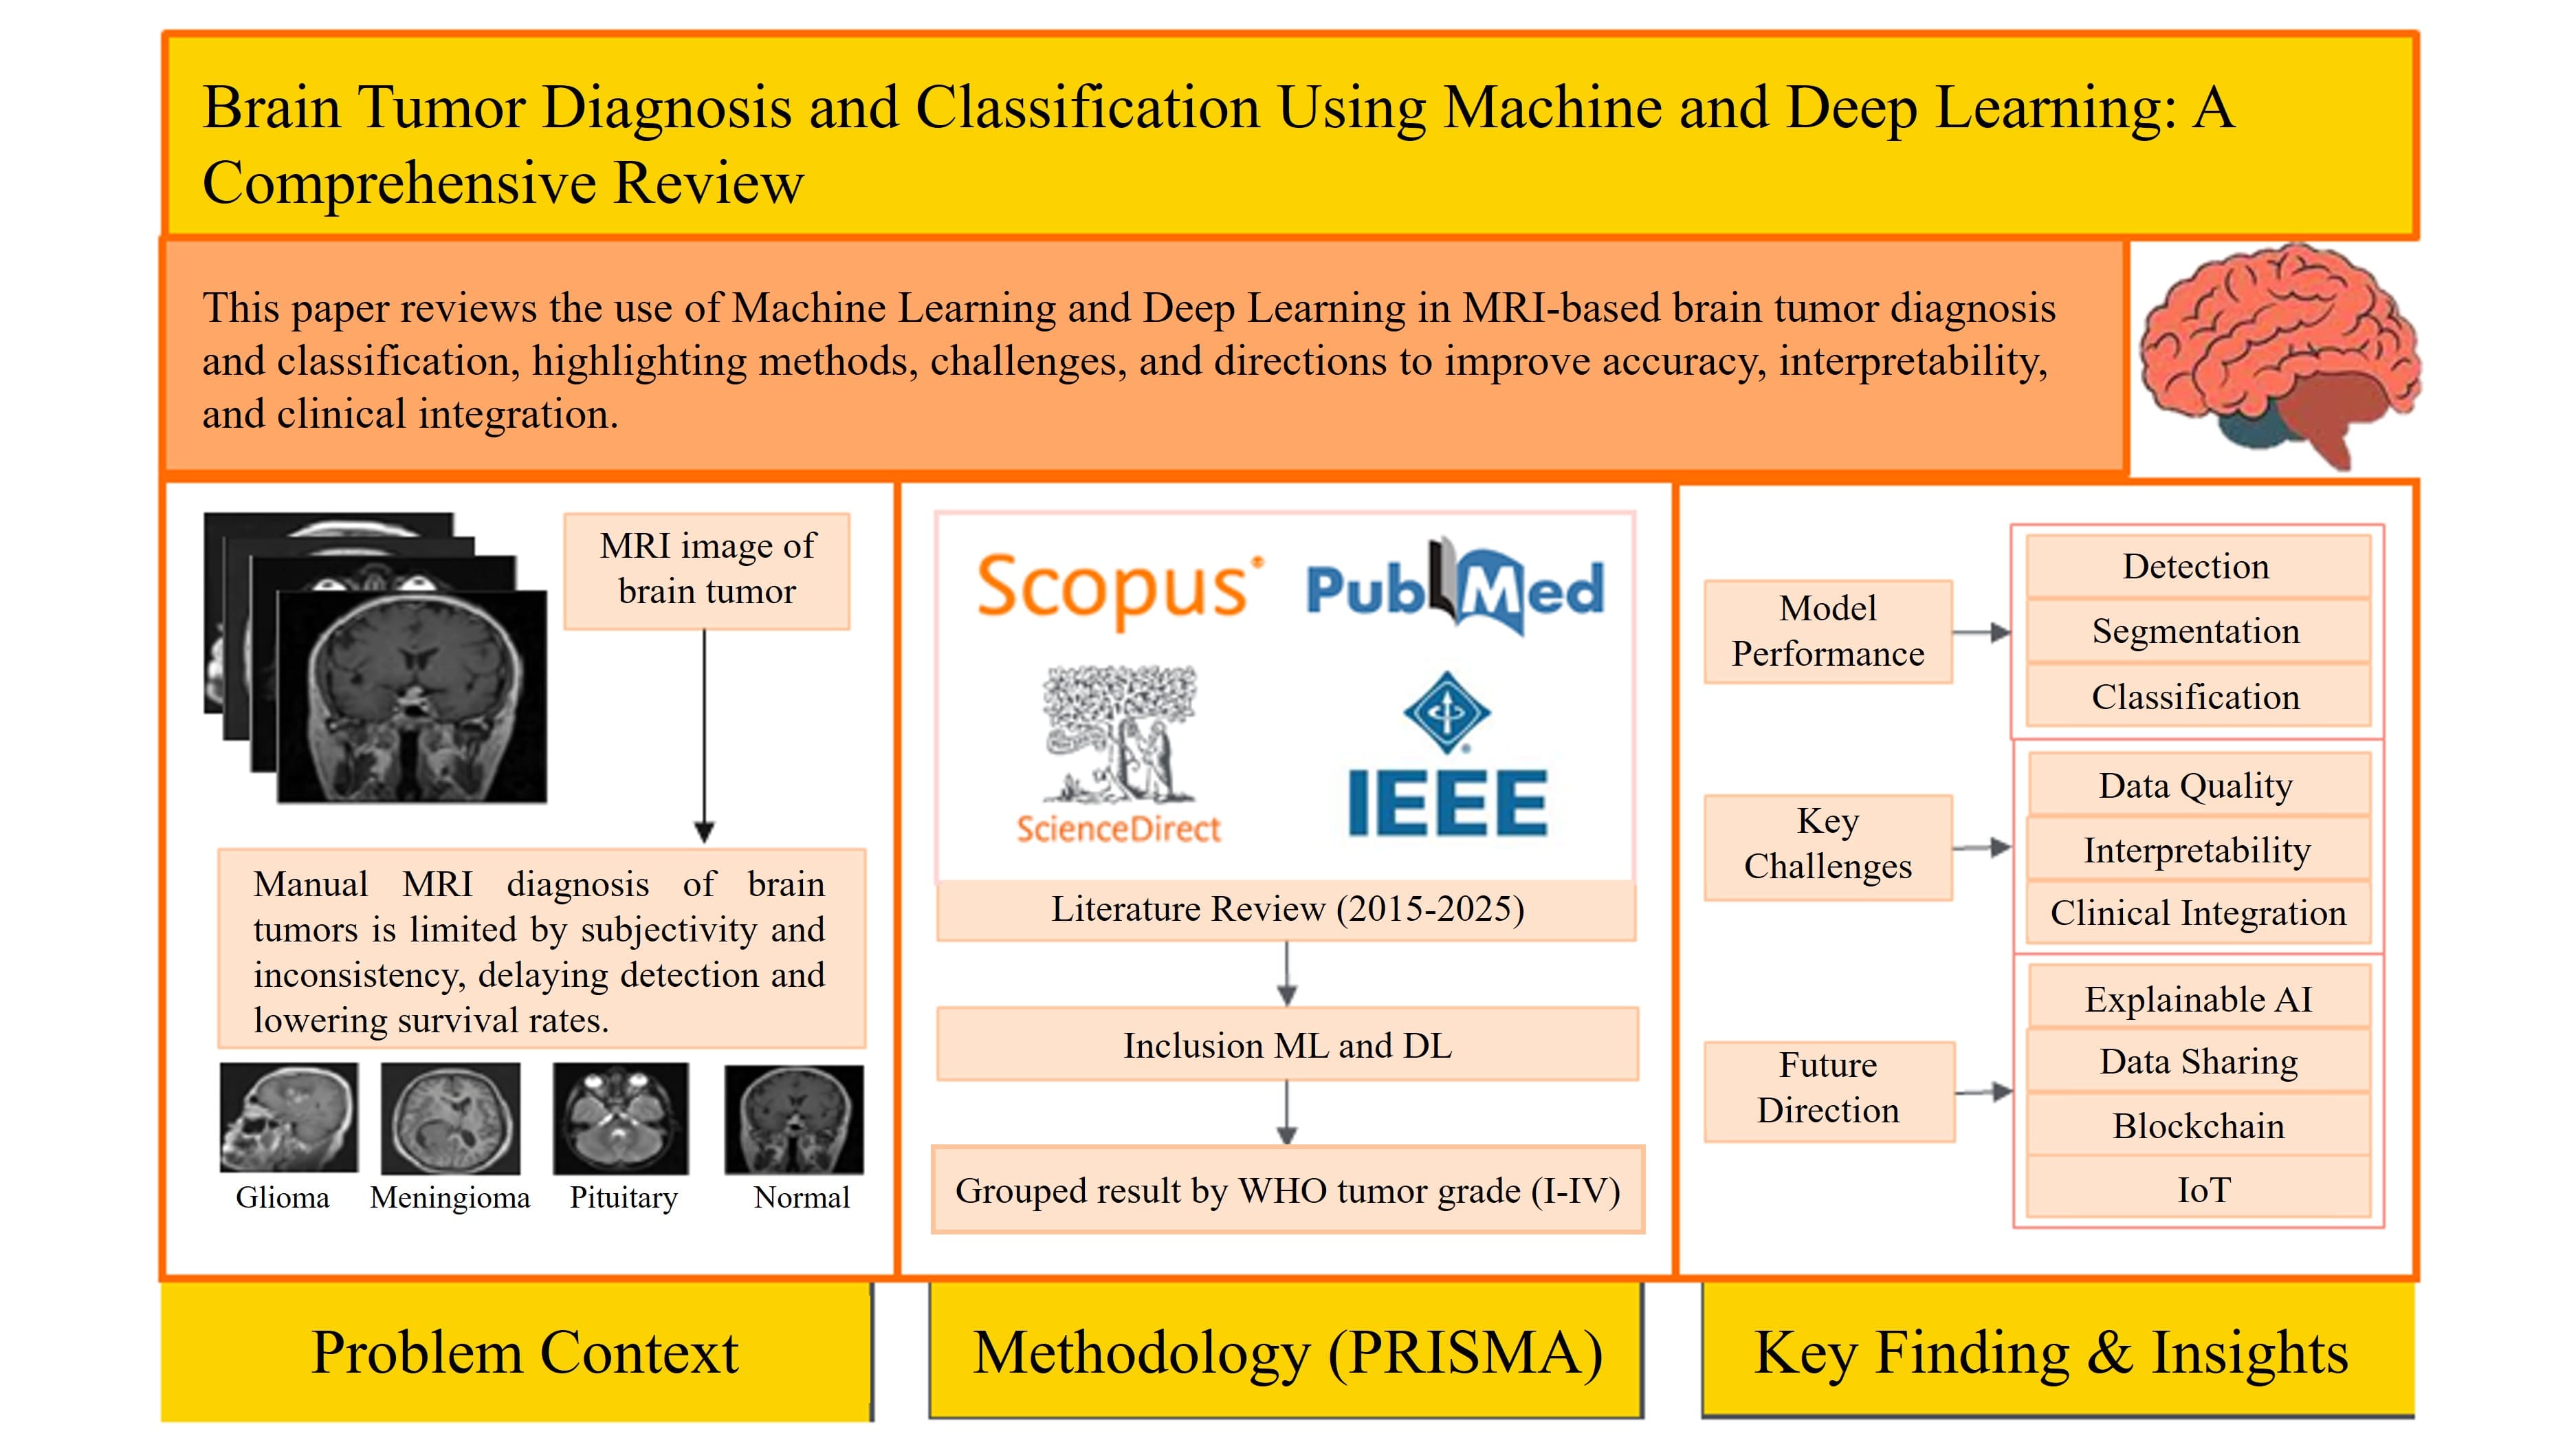 Brain Tumor Diagnosis and Classification Using Machine and Deep Learning: A
Comprehensive Review
This paper reviews the use of Machine Learning and Deep Learning in MRI-based brain tumor diagnosis
and classification, highlighting methods, challenges, and directions to improve accuracy, interpretability,
and clinical integration.
MRI image of
brain tumor
Manual MRI diagnosis of brain
tumors is limited by subjectivity and
inconsistency, delaying detection and
lowering survival rates.
Glioma
Meningioma
Pituitary
Normal
Problem Context
Scopus®
PubMed
ScienceDirect
IEEE
Literature Review (2015-2025)
Inclusion ML and DL
Grouped result by WHO tumor grade (I-IV)
Methodology (PRISMA)
Model
Performance
Detection
Segmentation
Classification
Key
Challenges
Data Quality
Interpretability
Clinical Integration
Future
Direction
Explainable AI
Data Sharing
Blockchain
IoT
Key Finding & Insights